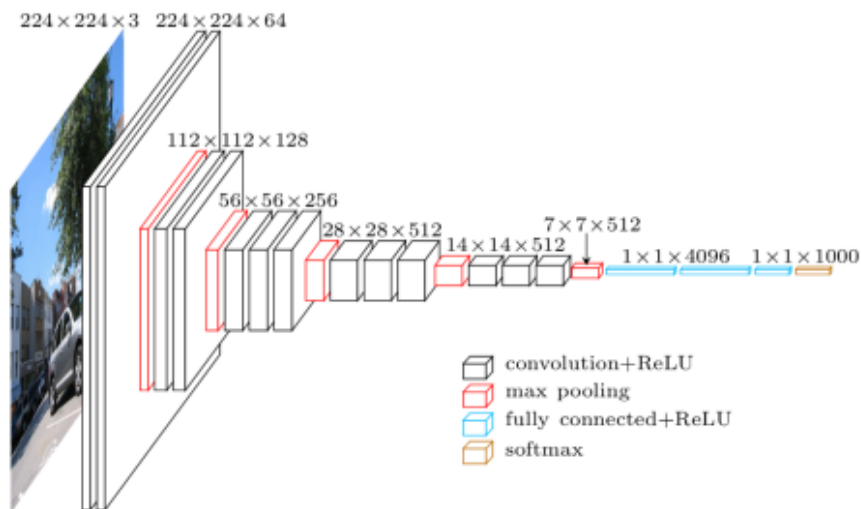 224×224×3
224×224×64
112×112×128
56×56×256
28×28×512
14×14×512
7×7×512
1×1×4096
1×1×1000
convolution+ReLU
max pooling
fully connected+ReLU
softmax